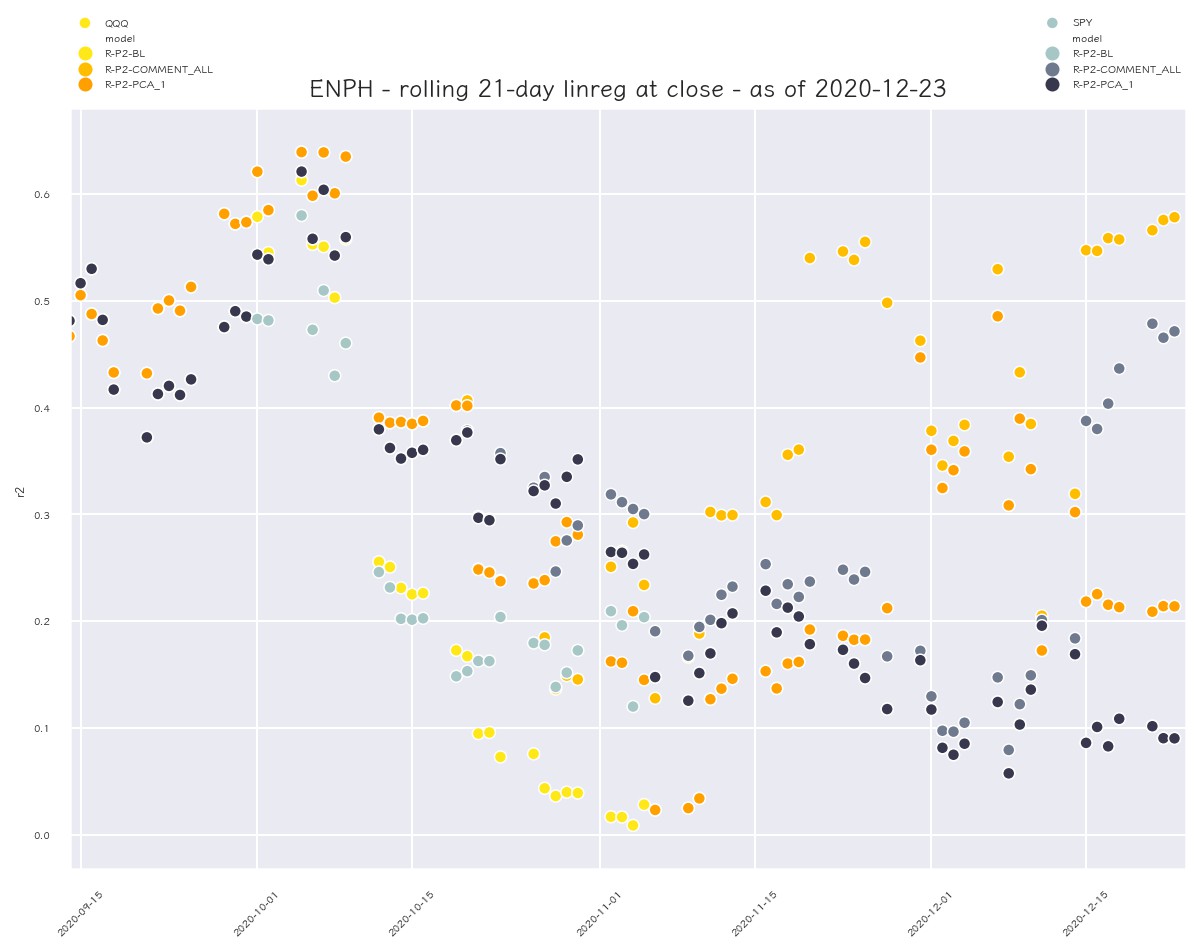 QQQ
model
R-P2-BL
R-P2-COMMENT_ALL
R-P2-PCA_1
SPY
model
R-P2-BL
R-P2-COMMENT_ALL
R-P2-PCA_1
ENPH - rolling 21-day linreg at close - as of 2020-12-23
r2
0.6
0.5
0.4
0.3
0.2
0.1
0.0
2020-09-15
2020-10-01
2020-10-15
2020-11-01
2020-11-15
2020-12-01
2020-12-15